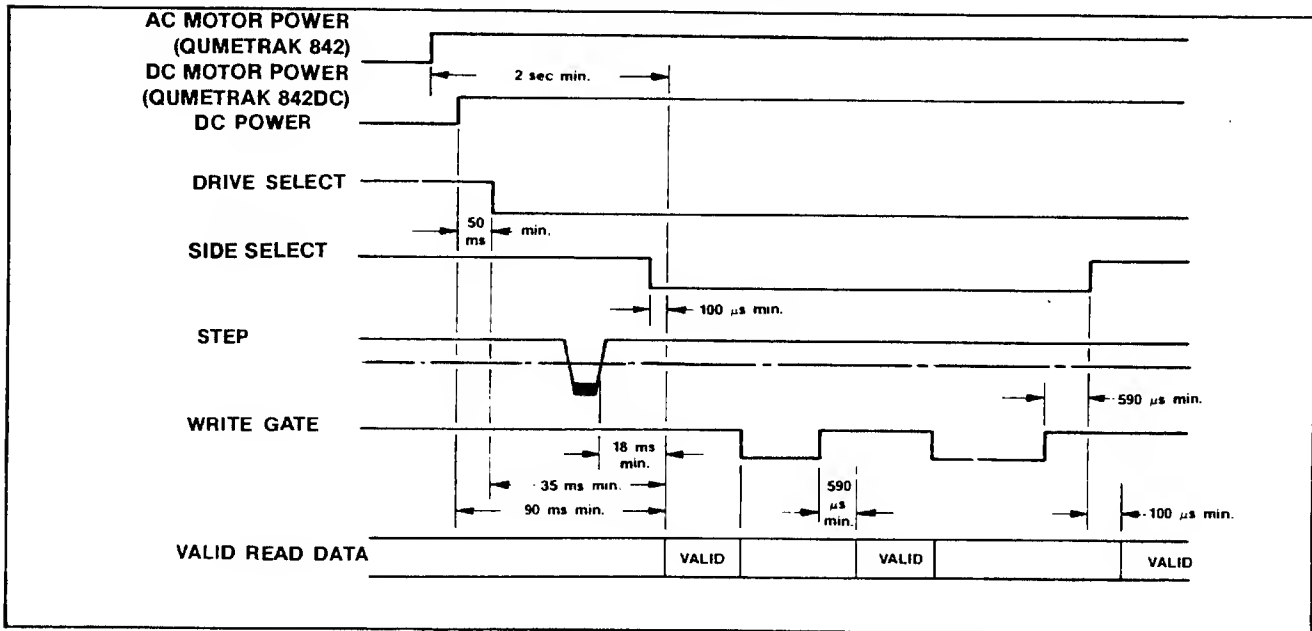 AC MOTOR POWER
(QUMETRAK 842)
DC MOTOR POWER
(QUMETRAK 842DC)
DC POWER
2 sec min.
DRIVE SELECT
50
ms
min.
SIDE SELECT
100 μs min.
STEP
590 μs min.
WRITE GATE
18 ms
min.
35 ms min.
590
μs
min.
90 ms min.
100 μs min.
VALID READ DATA
VALID
VALID
VALID